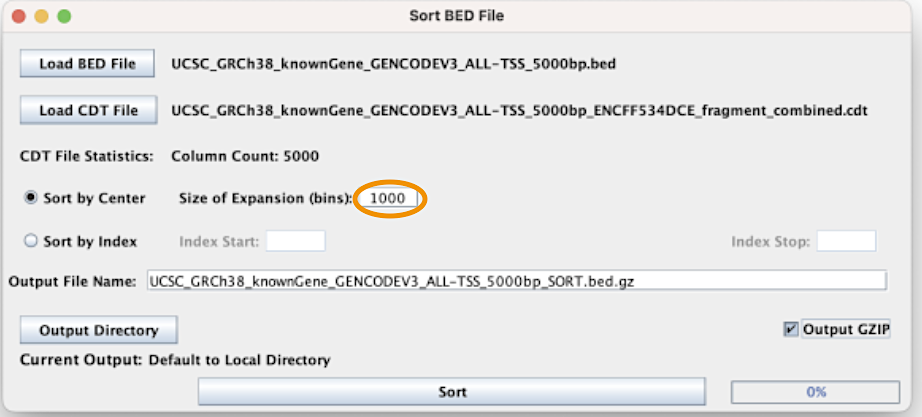 Sort BED File
Load BED File UCSC_GRCh38_knownGene_GENCODEV3_ALL-TSS_5000bp.bed
Load CDT File UCSC_GRCh38_knownGene_GENCODEV3_ALL-TSS_5000bp_ENCFF534DCE_fragment_combined.cdt
CDT File Statistics: Column Count: 5000
Sort by Center Size of Expansion (bins): 1000
Sort by Index Index Start: Index Stop:
Output File Name: UCSC_GRCh38_knownGene_GENCODEV3_ALL-TSS_5000bp_SORT.bed.gz
Output Directory Output GZIP
Current Output: Default to Local Directory
Sort 0%